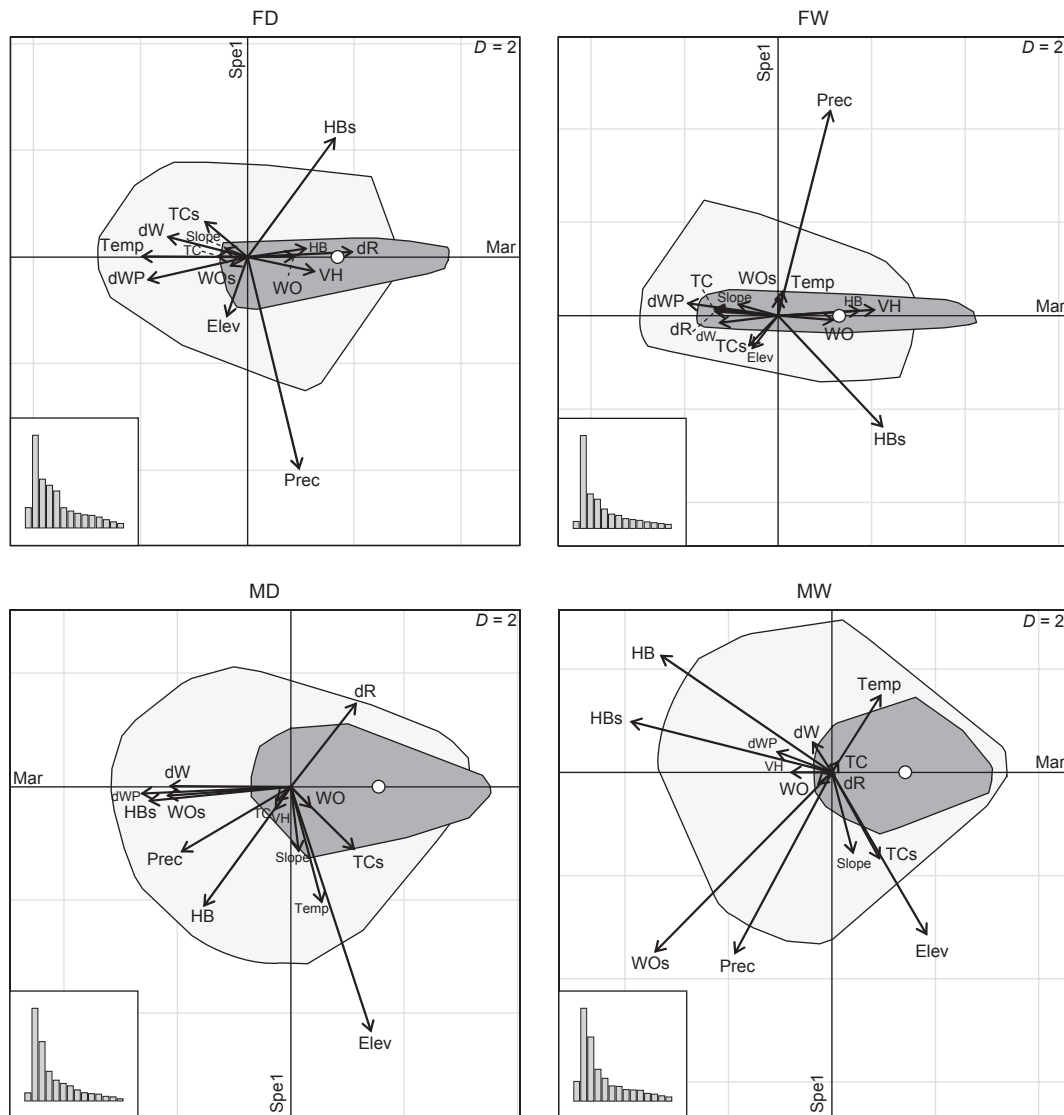 FD
Spe1
D = 2
HBs
TCs
dW
Slope
Temp
TC
HB
dR
Mar
dWP
WOs
WO
VH
Elev
Prec
FW
Spe1
D = 2
Prec
TC
WOs
Temp
dWP
Slope
HB
VH
Mar
dR
dW
WO
TCs
Elev
HBs
MD
D = 2
dR
Mar
dW
dWP
HBs
WOs
WO
TC
VH
Prec
Slope
TCs
HB
Temp
Elev
Spe1
MW
D = 2
HB
Temp
HBs
dW
dWP
VH
TC
Mar
WO
dR
Slope
TCs
WOs
Prec
Elev
Spe1